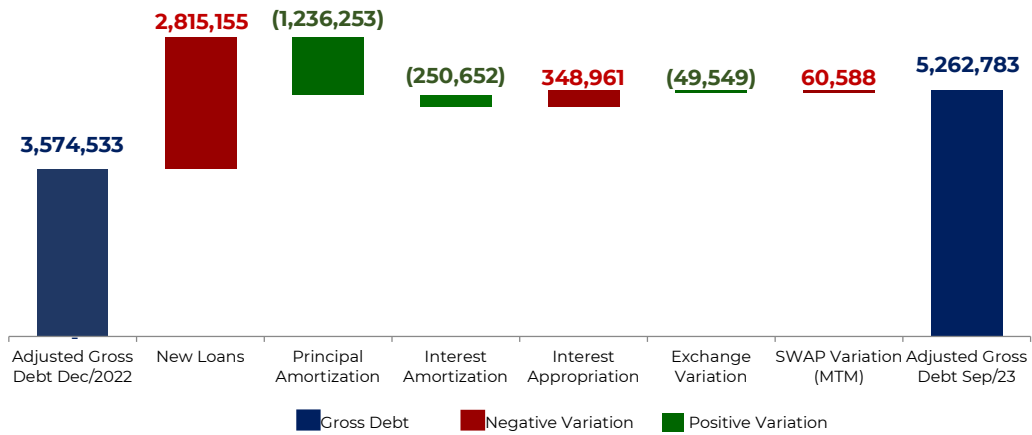 3,574,533
2,815,155
(1,236,253)
(250,652)
348,961
(49,549)
60,588
5,262,783
-
Adjusted Gross
Debt Dec/2022
New Loans
Principal
Amortization
Interest
Amortization
Interest
Appropriation
Exchange
Variation
SWAP Variation
(MTM)
Adjusted Gross
Debt Sep/23
Gross Debt
Negative Variation
Positive Variation